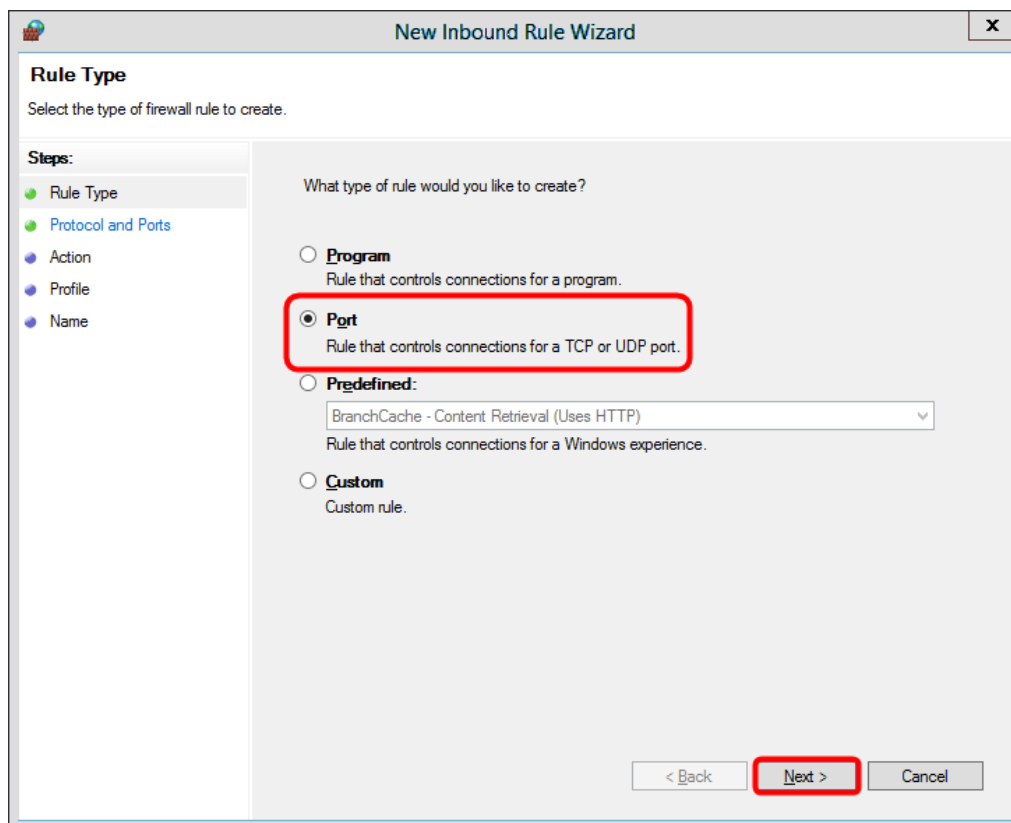 New Inbound Rule Wizard
x
Rule Type
Select the type of firewall rule to create.
Steps:
Rule Type
Protocol and Ports
Action
Profile
Name
What type of rule would you like to create?
Program
Rule that controls connections for a program.
Port
Rule that controls connections for a TCP or UDP port.
Predefined:
BranchCache - Content Retrieval (Uses HTTP)
Rule that controls connections for a Windows experience.
Custom
Custom rule.
< Back
Next >
Cancel